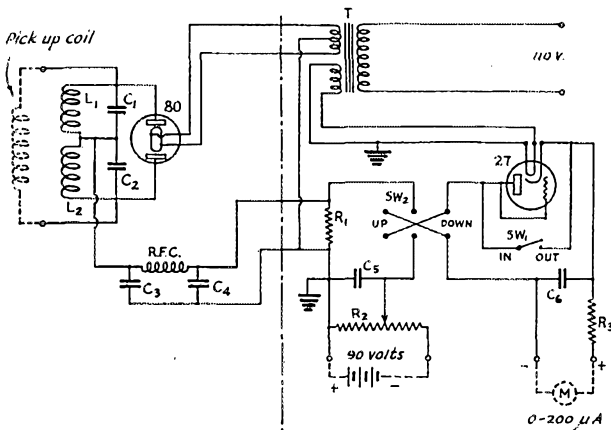 Pick up coil
T
110 V.
L1
C1
80
C2
L2
27
SW2
R1
UP
DOWN
SW1
IN
OUT
R.F.C.
C3
C4
C5
C6
R2
R3
90 volts
+
-
-
+
M
0-200 μA